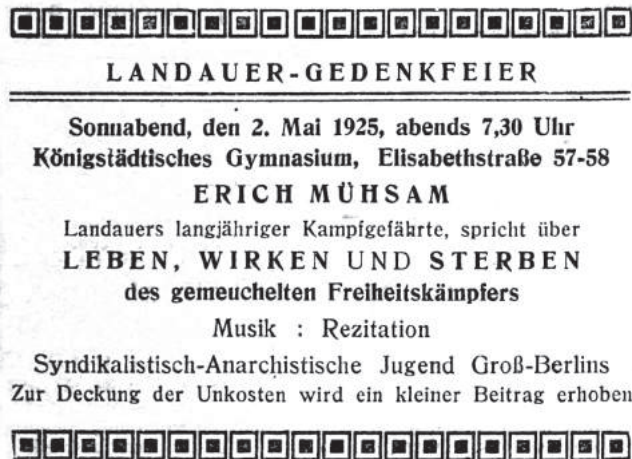 LANDAUER-GEDENKFEIER
Sonnabend, den 2. Mai 1925, abends 7,30 Uhr
Königstädtisches Gymnasium, Elisabethstraße 57-58
ERICH MÜHSAM
Landauers langjähriger Kampfgefährte, spricht über
LEBEN, WIRKEN UND STERBEN
des gemeuchelten Freiheitskämpfers
Musik : Rezitation
Syndikalistisch-Anarchistische Jugend Groß-Berlins
Zur Deckung der Unkosten wird ein kleiner Beitrag erhoben